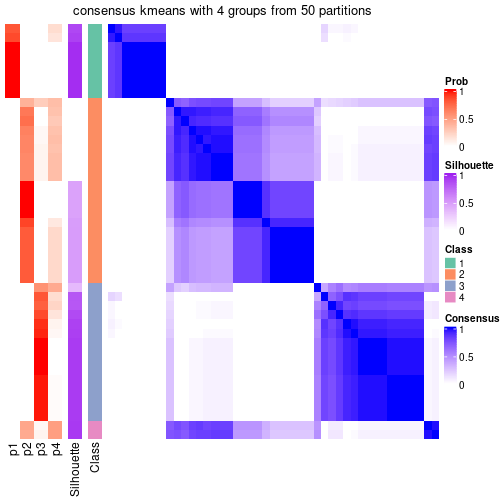 consensus kmeans with 4 groups from 50 partitions
Prob
1
0.5
0
Silhouette
1
0.5
0
Class
1
2
3
4
Consensus
1
0.5
0
p1
p2
p3
p4
Silhouette
Class